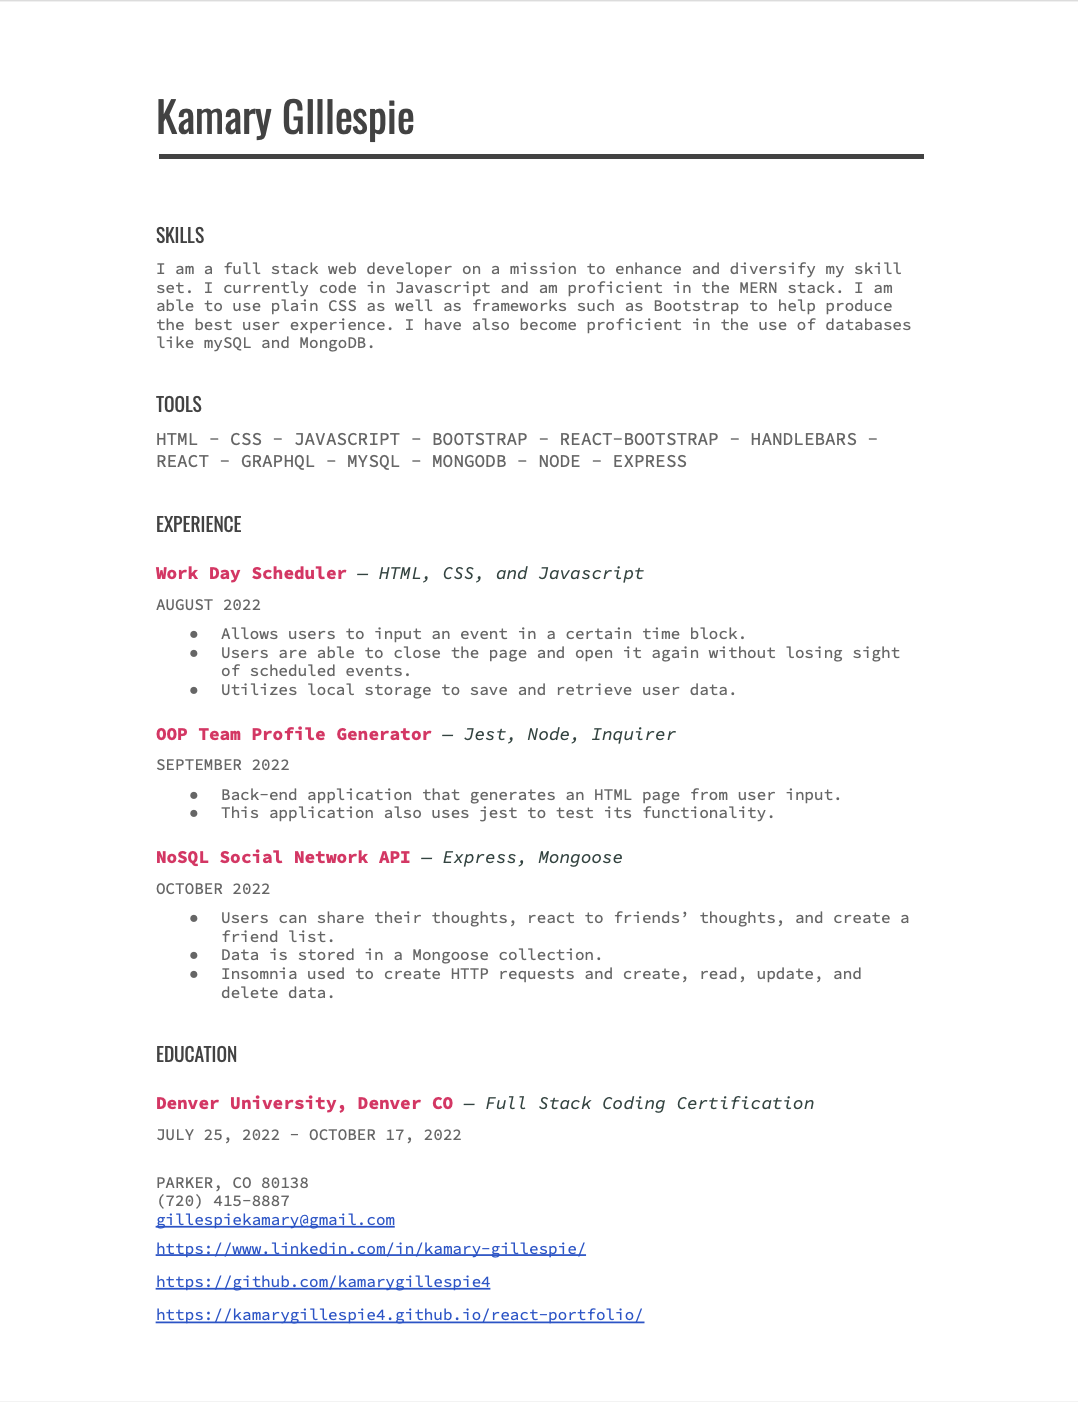 Kamary GIllespie
SKILLS
I am a full stack web developer on a mission to enhance and diversify my skill
set. I currently code in Javascript and am proficient in the MERN stack. I am
able to use plain CSS as well as frameworks such as Bootstrap to help produce
the best user experience. I have also become proficient in the use of databases
like mySQL and MongoDB.
TOOLS
HTML - CSS - JAVASCRIPT - BOOTSTRAP - REACT-BOOTSTRAP - HANDLEBARS -
REACT - GRAPHQL - MYSQL - MONGODB - NODE - EXPRESS
EXPERIENCE
Work Day Scheduler — HTML, CSS, and Javascript
AUGUST 2022
● Allows users to input an event in a certain time block.
● Users are able to close the page and open it again without losing sight
of scheduled events.
● Utilizes local storage to save and retrieve user data.
OOP Team Profile Generator — Jest, Node, Inquirer
SEPTEMBER 2022
● Back-end application that generates an HTML page from user input.
● This application also uses jest to test its functionality.
NoSQL Social Network API — Express, Mongoose
OCTOBER 2022
● Users can share their thoughts, react to friends’ thoughts, and create a
friend list.
● Data is stored in a Mongoose collection.
● Insomnia used to create HTTP requests and create, read, update, and
delete data.
EDUCATION
Denver University, Denver CO — Full Stack Coding Certification
JULY 25, 2022 - OCTOBER 17, 2022
PARKER, CO 80138
(720) 415-8887
gillespiekamary@gmail.com
https://www.linkedin.com/in/kamary-gillespie/
https://github.com/kamarygillespie4
https://kamarygillespie4.github.io/react-portfolio/